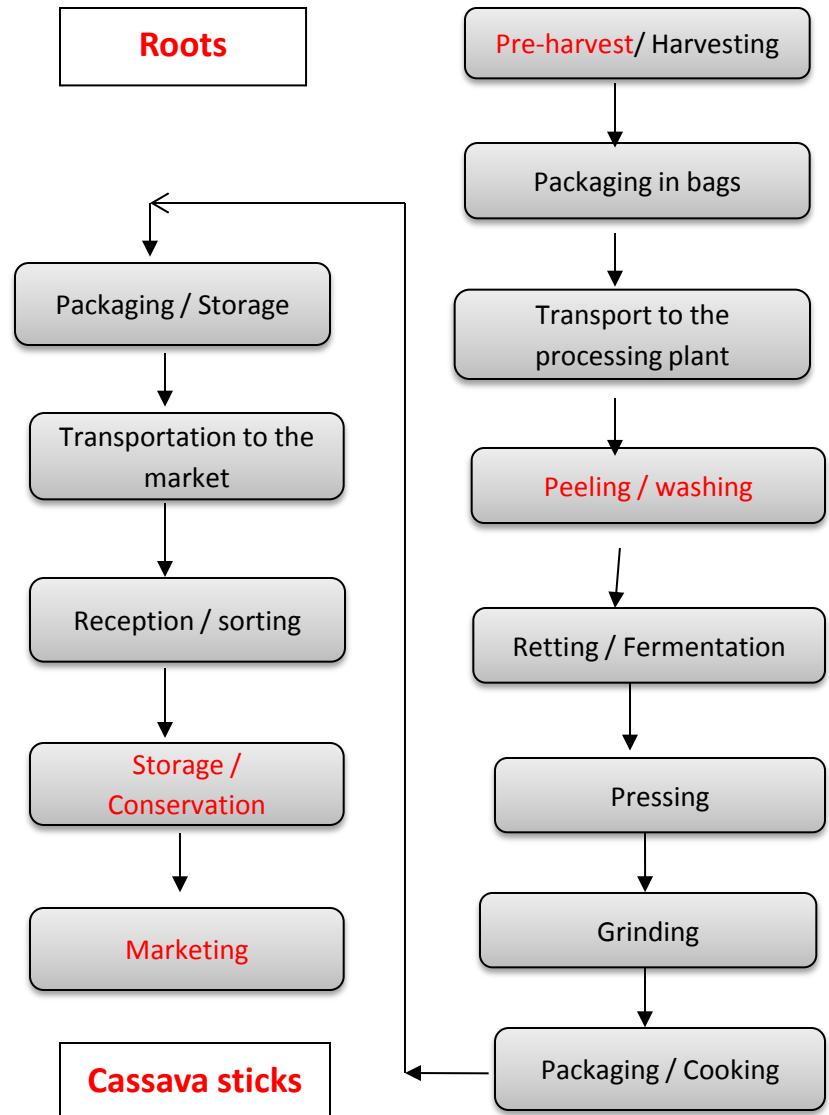 Roots
Pre-harvest/ Harvesting
Packaging in bags
Transport to the
processing plant
Peeling / washing
Retting / Fermentation
Pressing
Grinding
Packaging / Cooking
Packaging / Storage
Transportation to the
market
Reception / sorting
Storage /
Conservation
Marketing
Cassava sticks